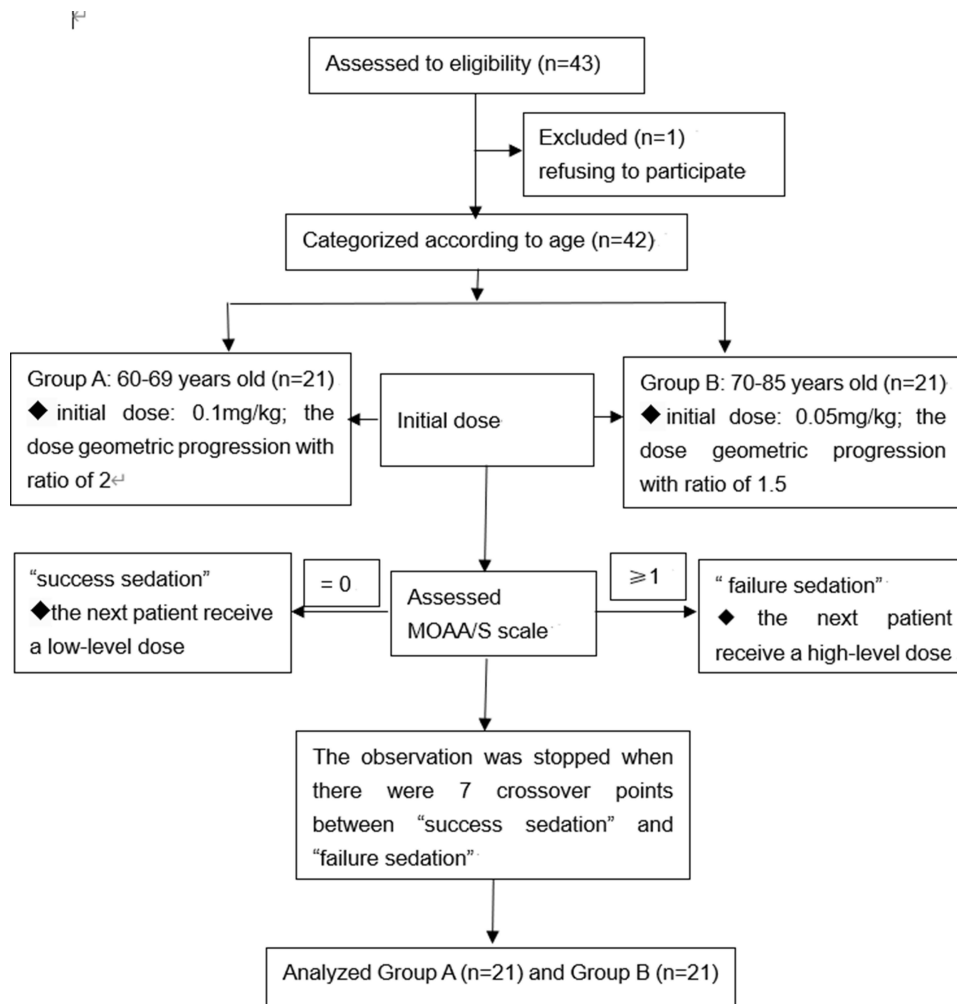 Assessed to eligibility (n=43)
Excluded (n=1)
refusing to participate
Categorized according to age (n=42)
Group A: 60-69 years old (n=21)
◆ initial dose: 0.1mg/kg; the
dose geometric progression with
ratio of 2↵
Initial dose
Group B: 70-85 years old (n=21)
◆ initial dose: 0.05mg/kg; the
dose geometric progression
with ratio of 1.5
“success sedation”
◆the next patient receive
a low-level dose
= 0
Assessed
MOAA/S scale
⩾1
“ failure sedation”
◆ the next patient
receive a high-level dose
The observation was stopped when
there were 7 crossover points
between “success sedation” and
“failure sedation”
Analyzed Group A (n=21) and Group B (n=21)